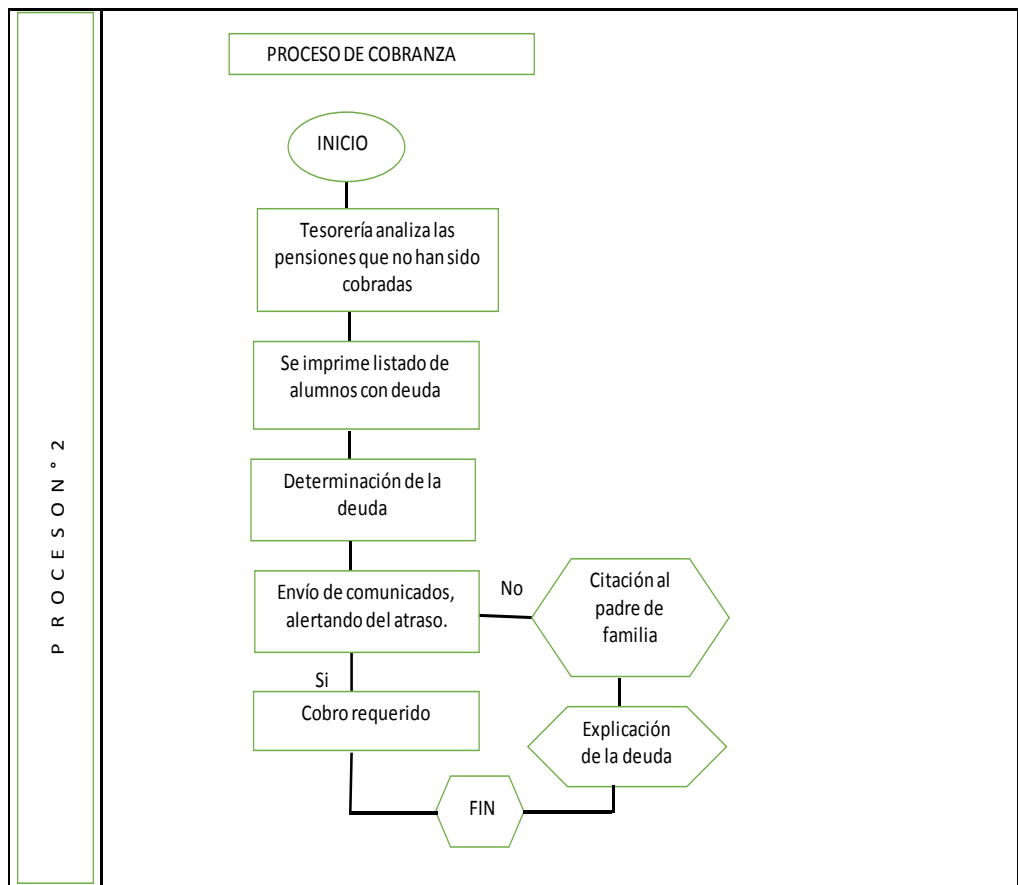 PROCESO DE COBRANZA
INICIO
Tesorería analiza las
pensiones que no han sido
cobradas
Se imprime listado de
alumnos con deuda
Determinación de la
deuda
Envío de comunicados,
alertando del atraso.
No
Citación al
padre de
familia
Si
Cobro requerido
Explicación
de la deuda
FIN
P R O C E S O N ° 2